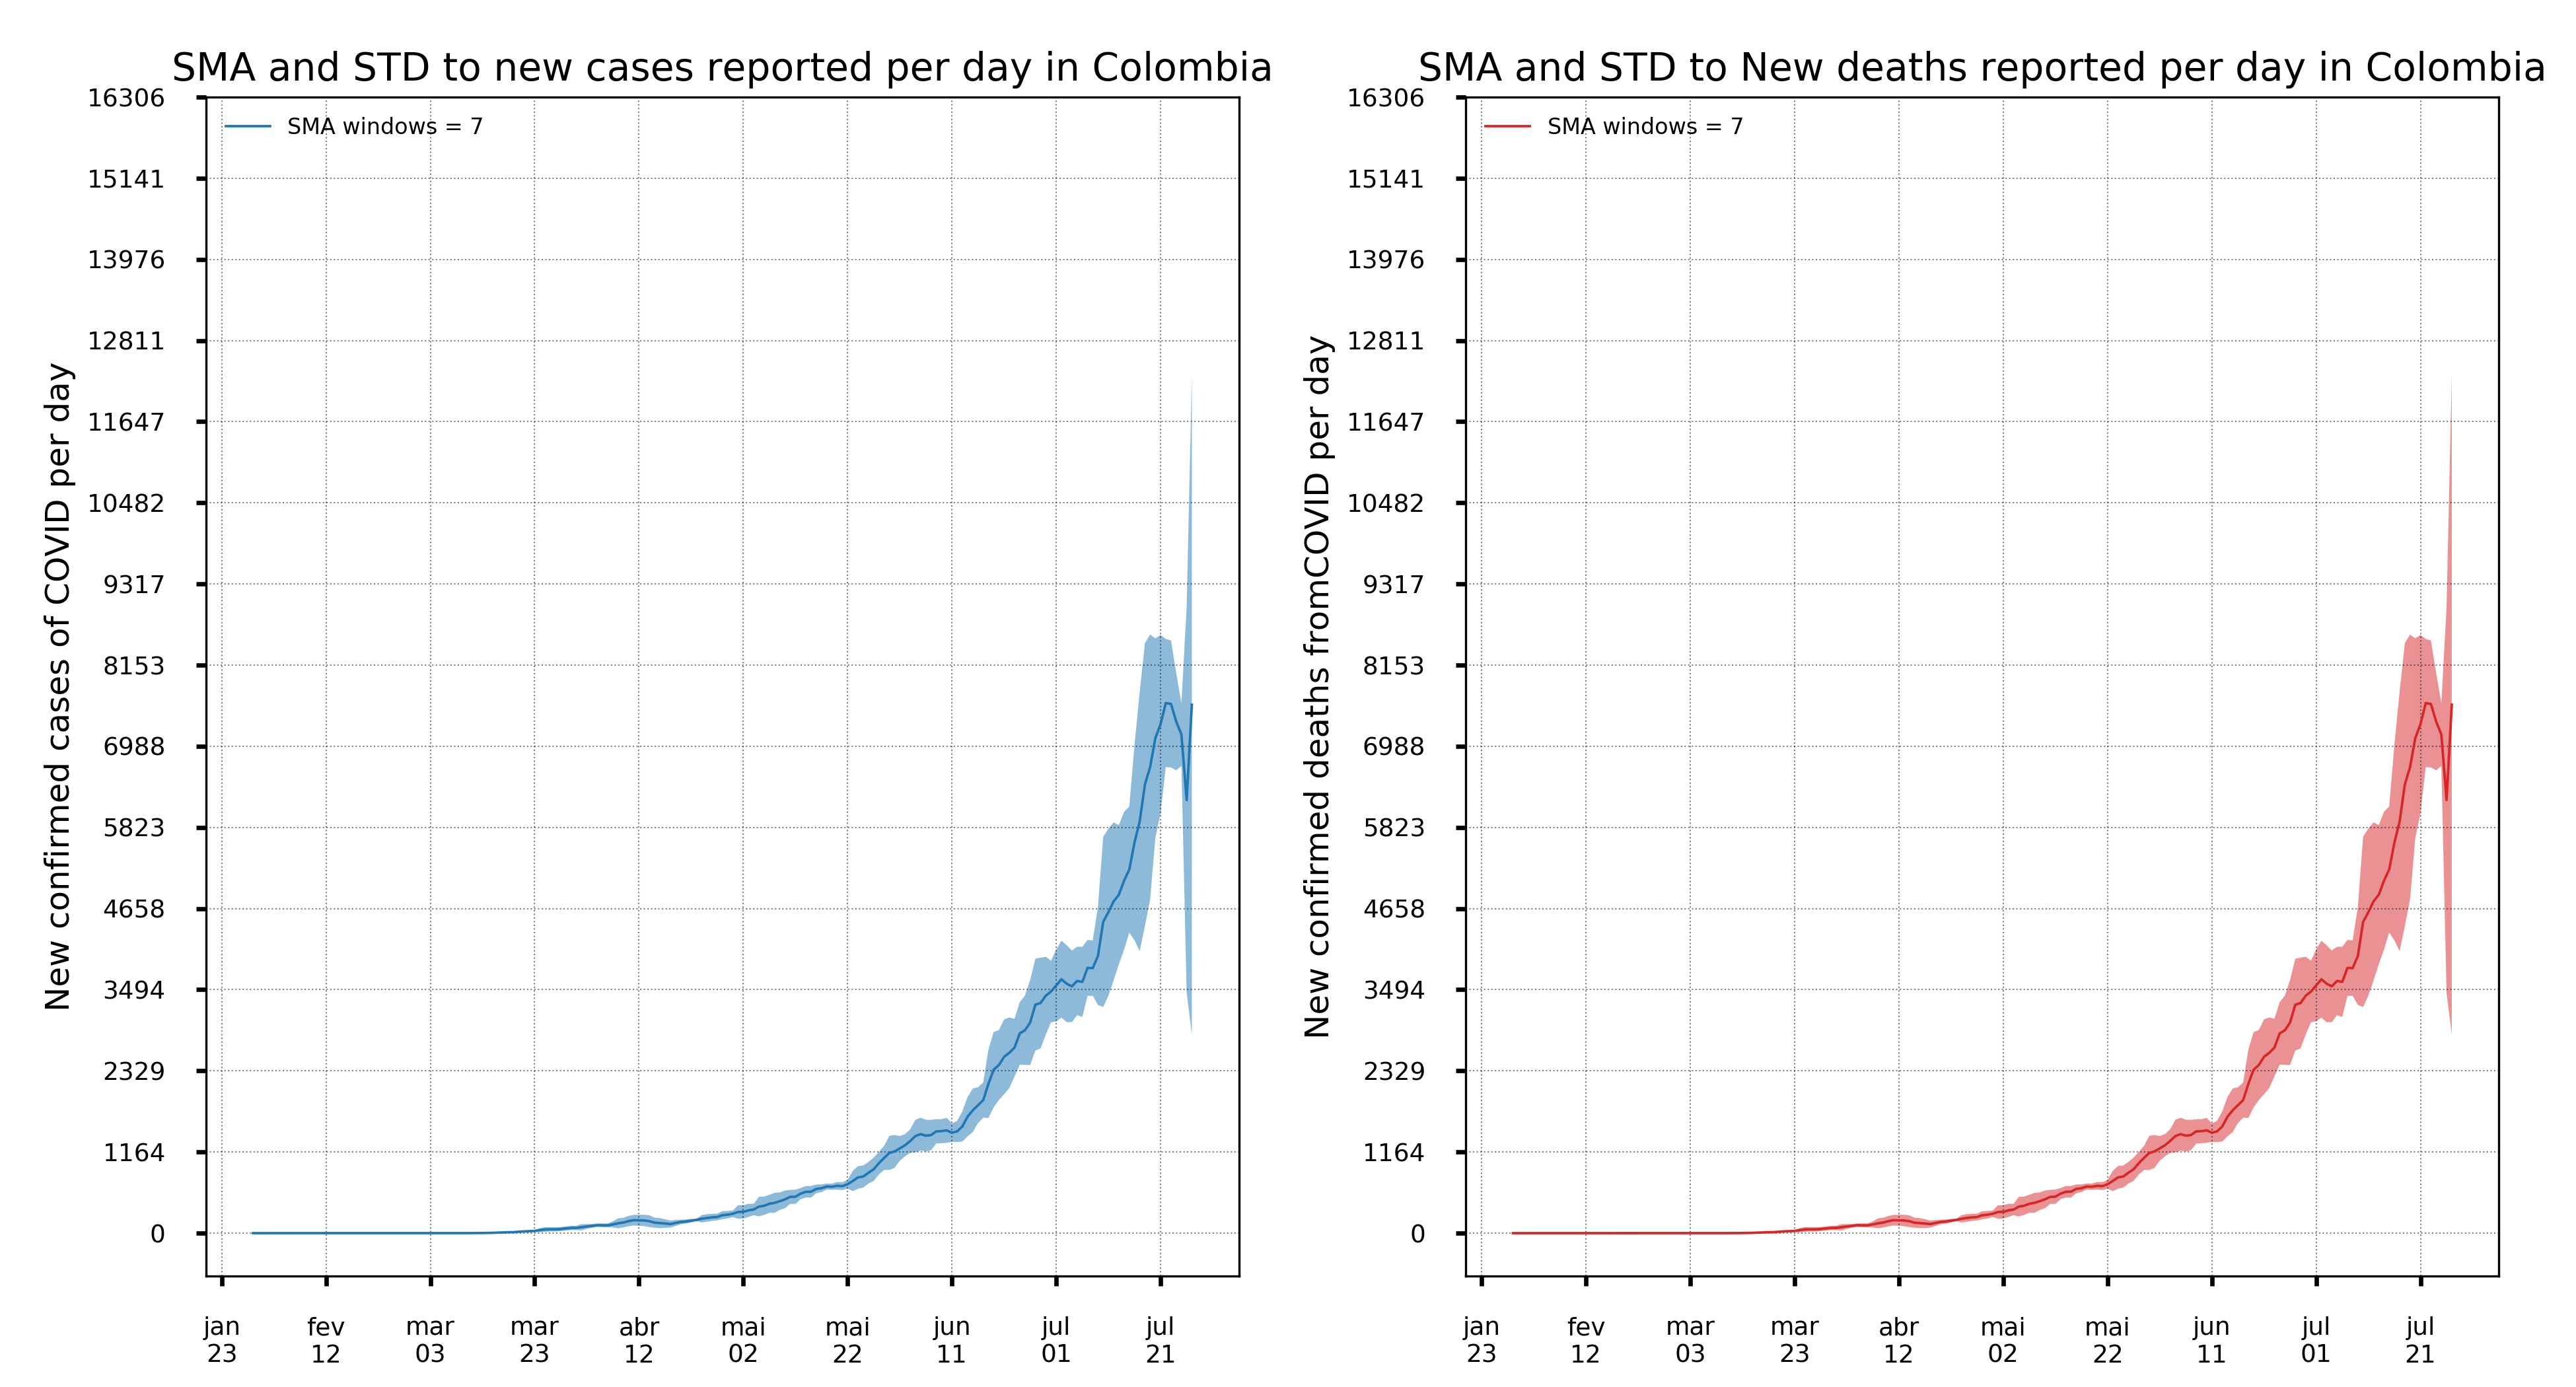 SMA and STD to new cases reported per day in Colombia
16306
15141
13976
12811
11647
10482
9317
8153
6988
5823
4658
3494
2329
1164
0
New confirmed cases of COVID per day
SMA windows = 7
jan
23
fev
12
mar
03
mar
23
abr
12
mai
02
mai
22
jun
11
jul
01
jul
21
SMA and STD to New deaths reported per day in Colombia
16306
15141
13976
12811
11647
10482
9317
8153
6988
5823
4658
3494
2329
1164
0
New confirmed deaths fromCOVID per day
SMA windows = 7
jan
23
fev
12
mar
03
mar
23
abr
12
mai
02
mai
22
jun
11
jul
01
jul
21